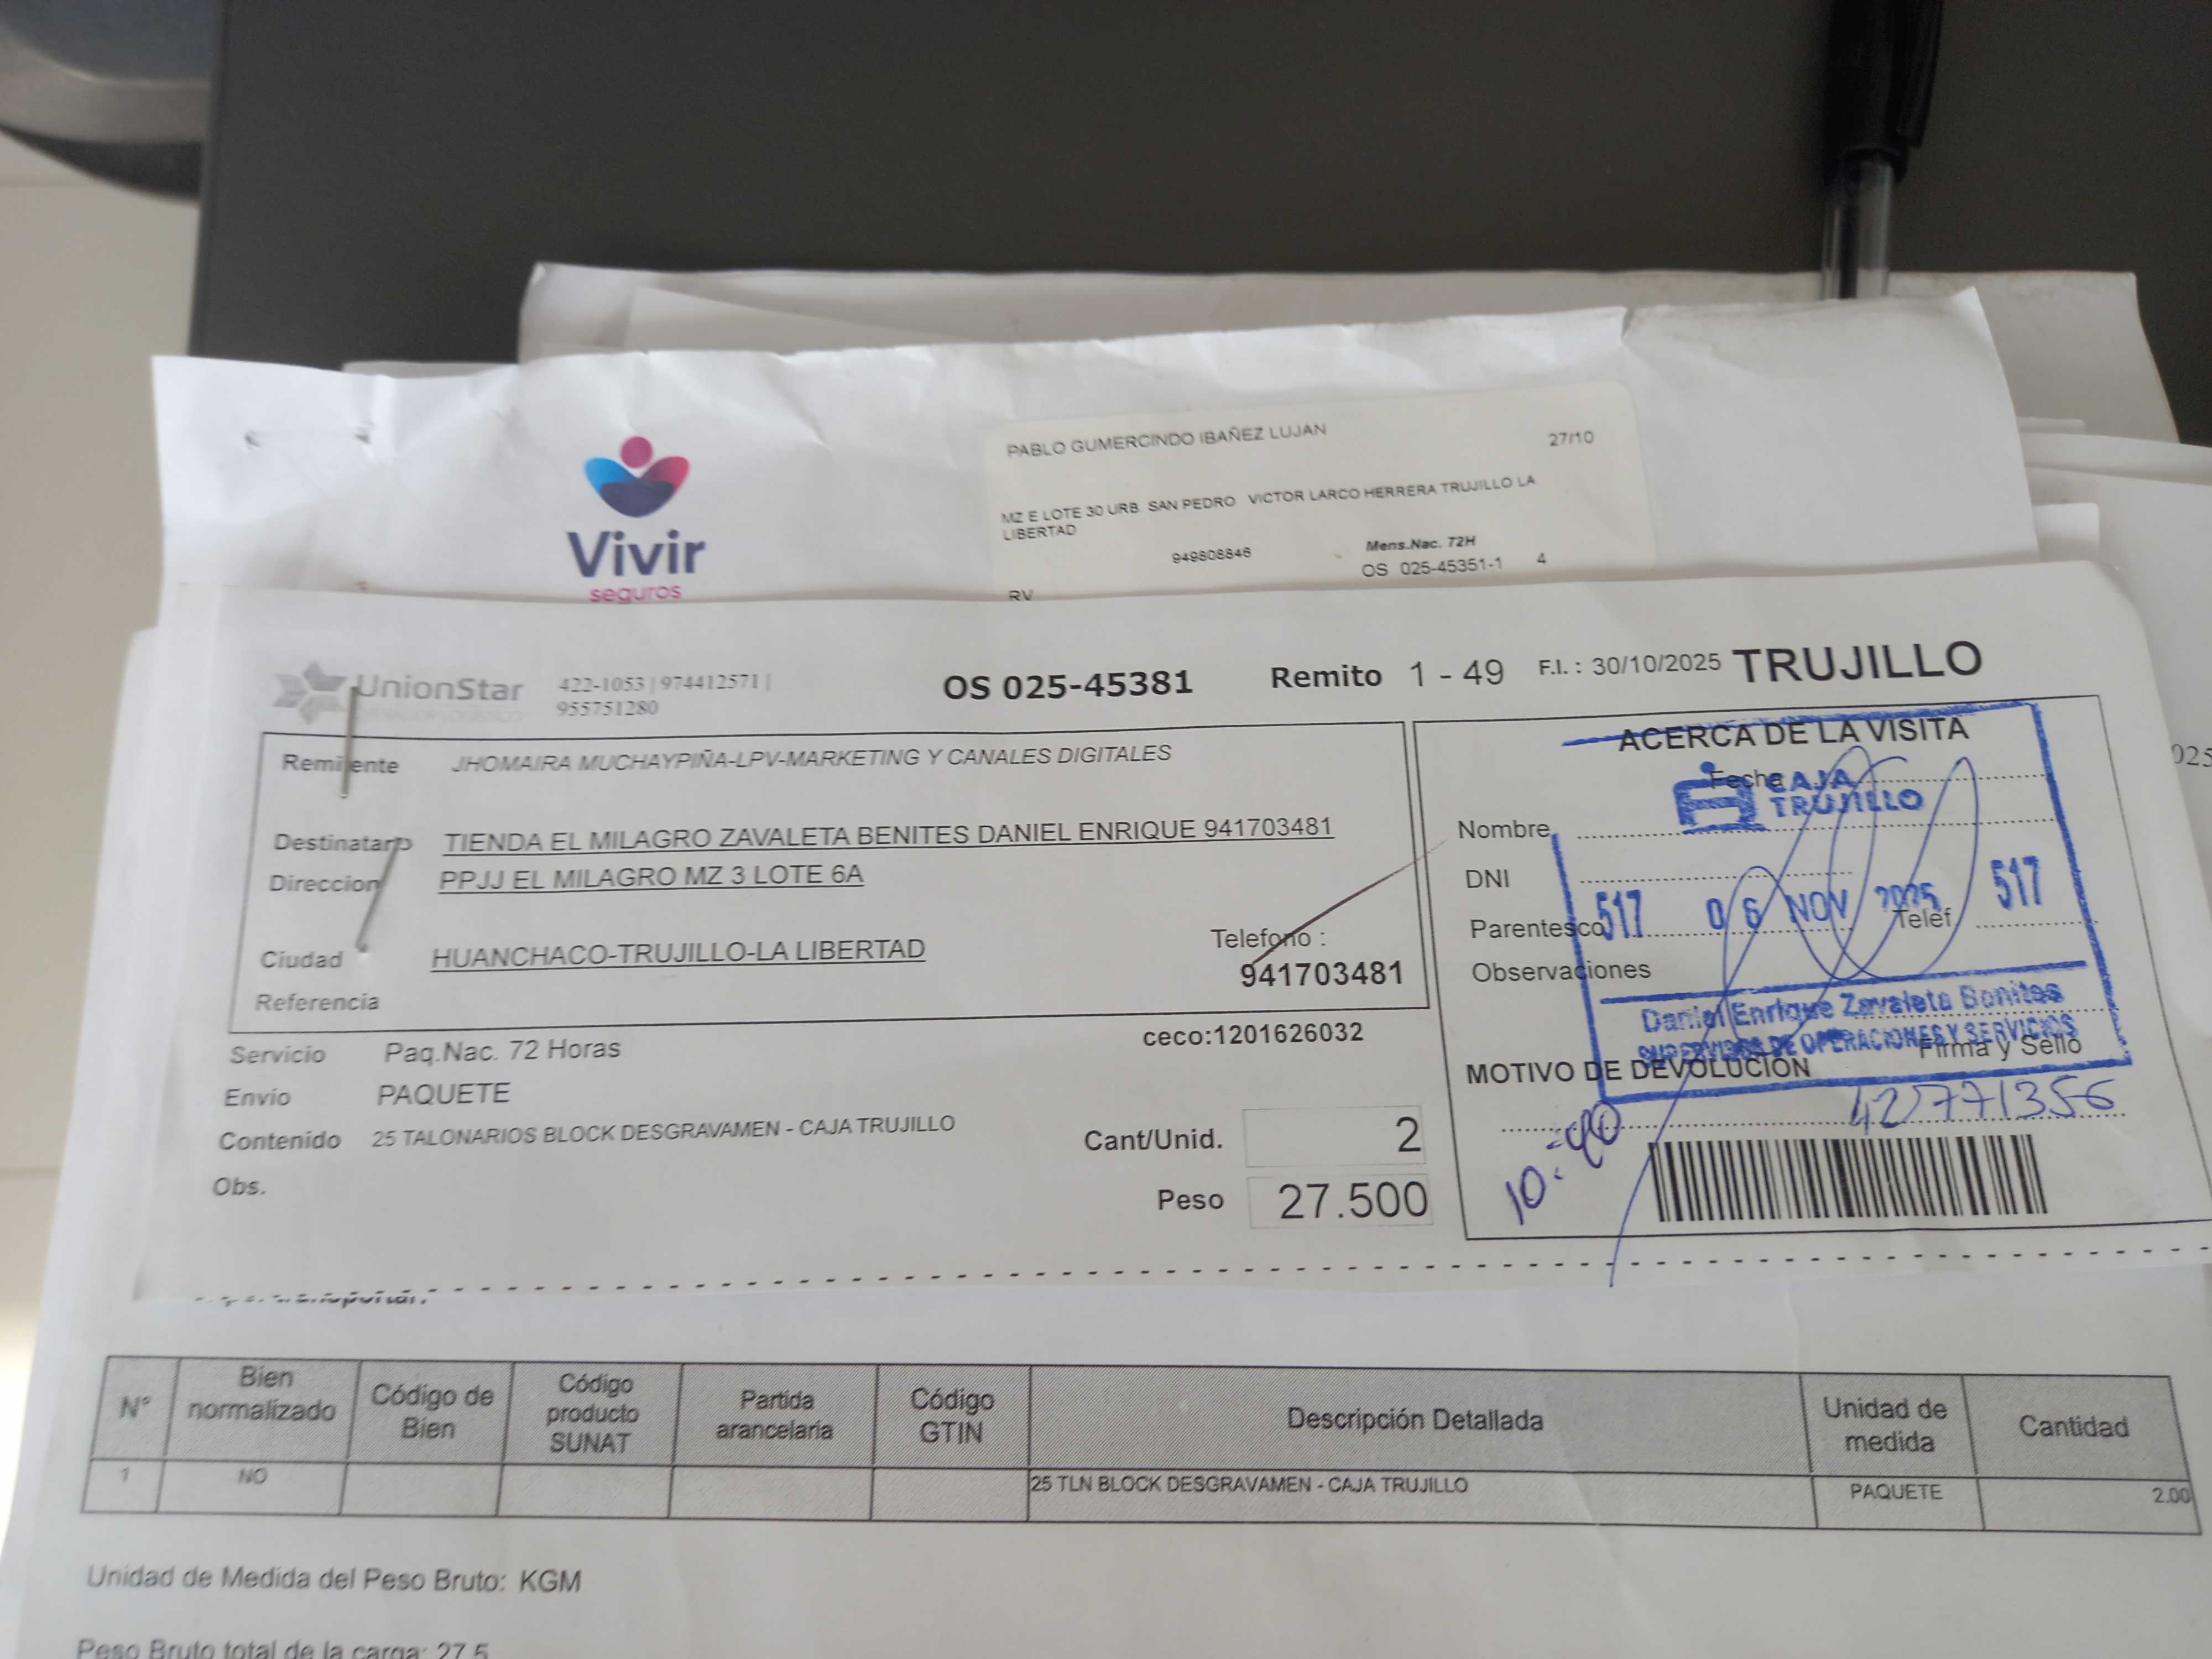 Vivir
seguros
PABLO GUMERCINDO IBAÑEZ LUJAN 27/10
MZ E LOTE 30 URB. SAN PEDRO VICTOR LARCO HERRERA TRUJILLO LA
LIBERTAD
949808846 Mens.Nac. 72H
OS 025-45351-1 4
RV
UnionStar 422-1053 | 974412571 |
955751280
OS 025-45381 Remito 1 - 49 F.I. : 30/10/2025 TRUJILLO
Remitente JHOMAIRA MUCHAYPIÑA-LPV-MARKETING Y CANALES DIGITALES
Destinatario TIENDA EL MILAGRO ZAVALETA BENITES DANIEL ENRIQUE 941703481
Direccion PPJJ EL MILAGRO MZ 3 LOTE 6A
Ciudad HUANCHACO-TRUJILLO-LA LIBERTAD
Telefono :
941703481
Referencia
ceco:1201626032
Servicio Paq.Nac. 72 Horas
Envío PAQUETE
Contenido 25 TALONARIOS BLOCK DESGRAVAMEN - CAJA TRUJILLO
Obs.
Cant/Unid. 2
Peso 27.500
ACERCA DE LA VISITA
Fecha
Nombre
DNI
Parentesco Telef
Observaciones
Firma y Sello
MOTIVO DE DEVOLUCION
CAJA
TRUJILLO
517 06 NOV 2025 517
Daniel Enrique Zavaleta Benites
SUPERVISOR DE OPERACIONES Y SERVICIOS
42771356
025
N° Bien normalizado Código de Bien Código producto SUNAT Partida arancelaria Código GTIN Descripción Detallada Unidad de medida Cantidad
1 NO 25 TLN BLOCK DESGRAVAMEN - CAJA TRUJILLO PAQUETE 2.00
Unidad de Medida del Peso Bruto: KGM
Peso Bruto total de la carga: 27.5